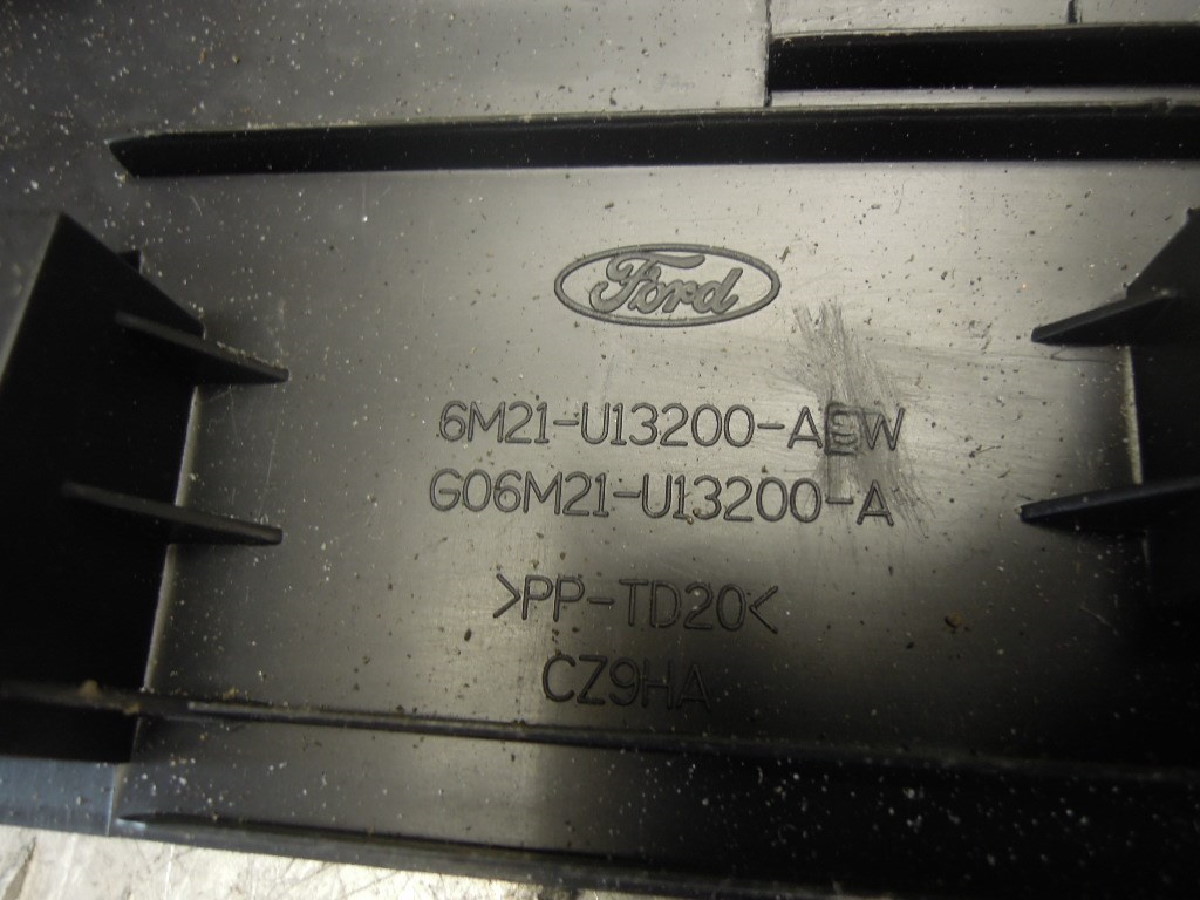 Ford
6M21-U13200-AEW
G06M21-U13200-A
>PP-TD20<
CZ9HA